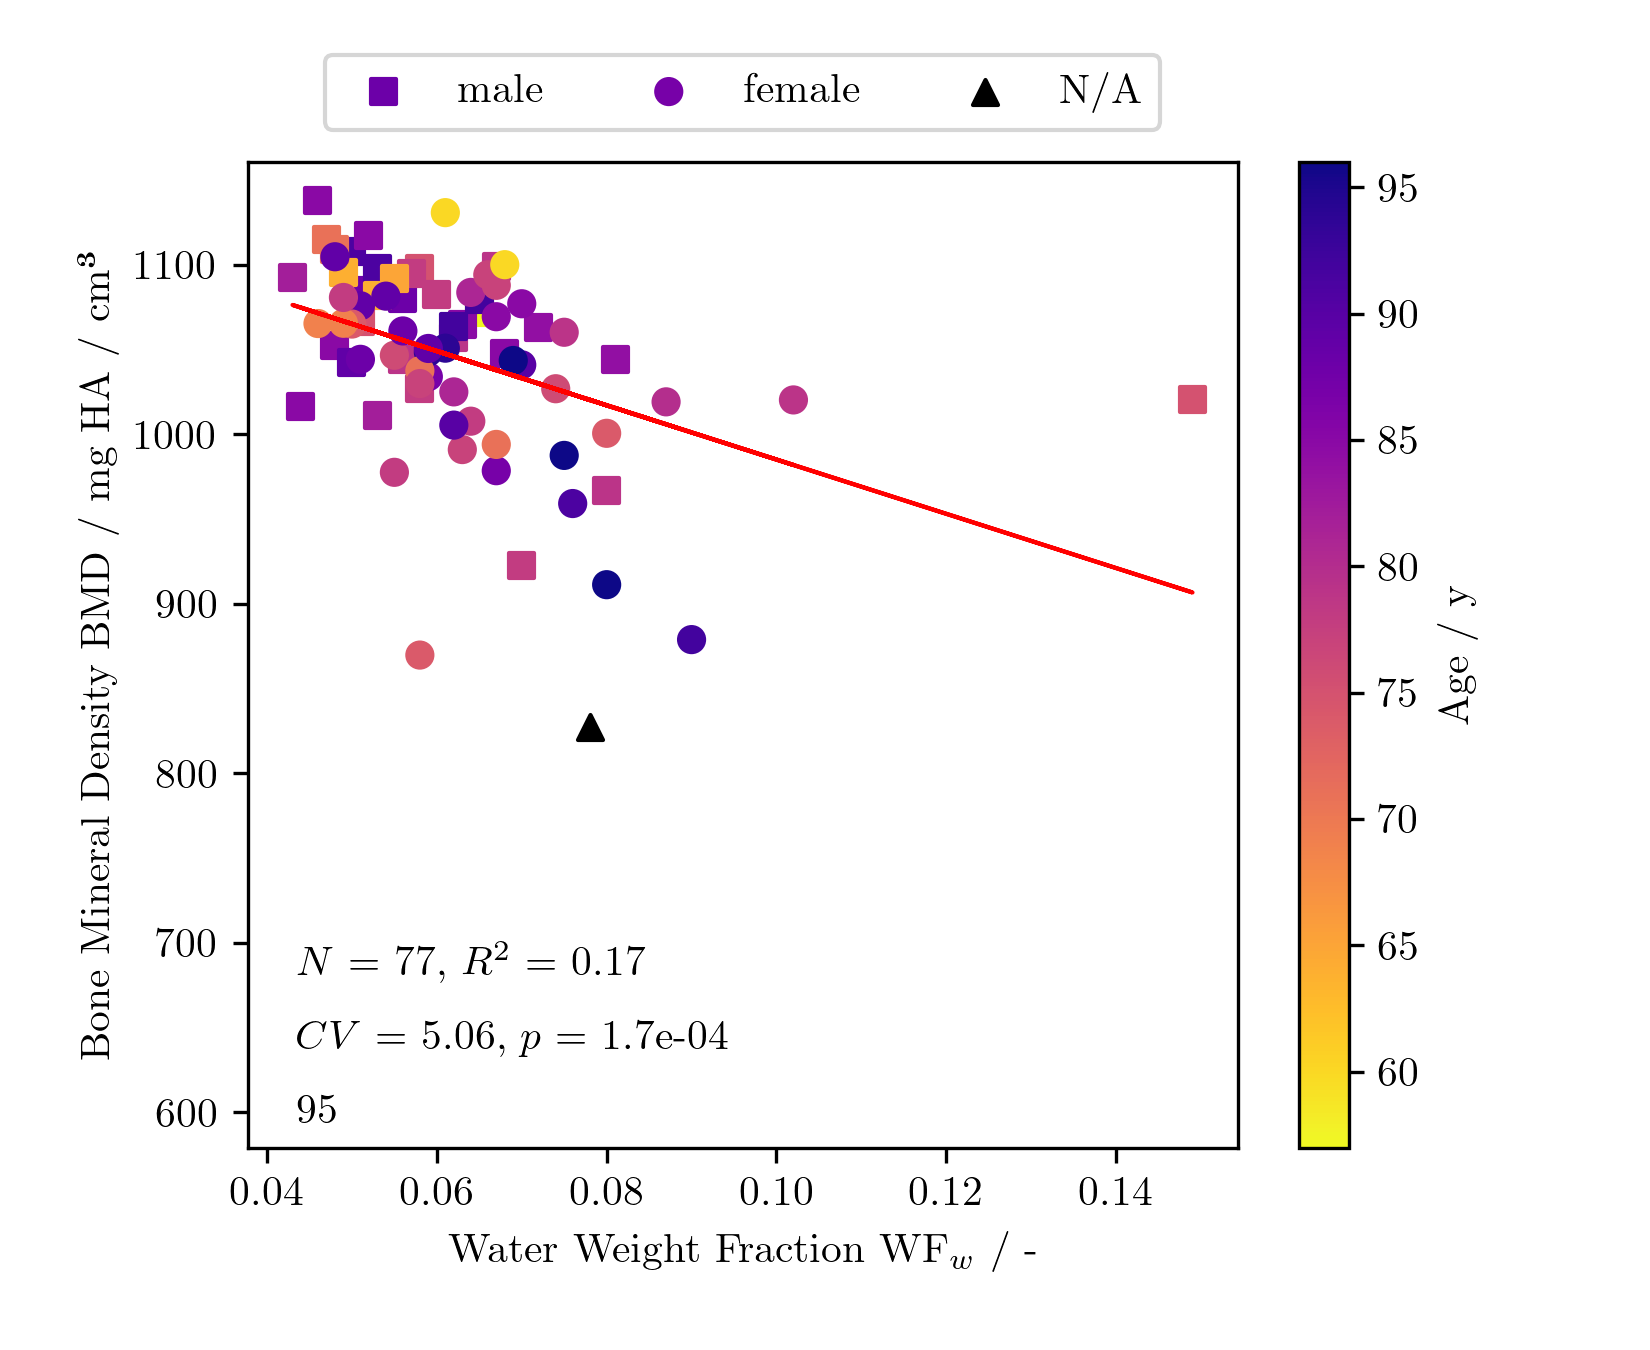 male female N/A
1100
1000
900
800
700
600
Bone Mineral Density BMD / mg HA / cm³
N = 77, R² = 0.17
CV = 5.06, p = 1.7e-04
95
0.04 0.06 0.08 0.10 0.12 0.14
Water Weight Fraction WF_w / -
95
90
85
80
75
70
65
60
Age / y